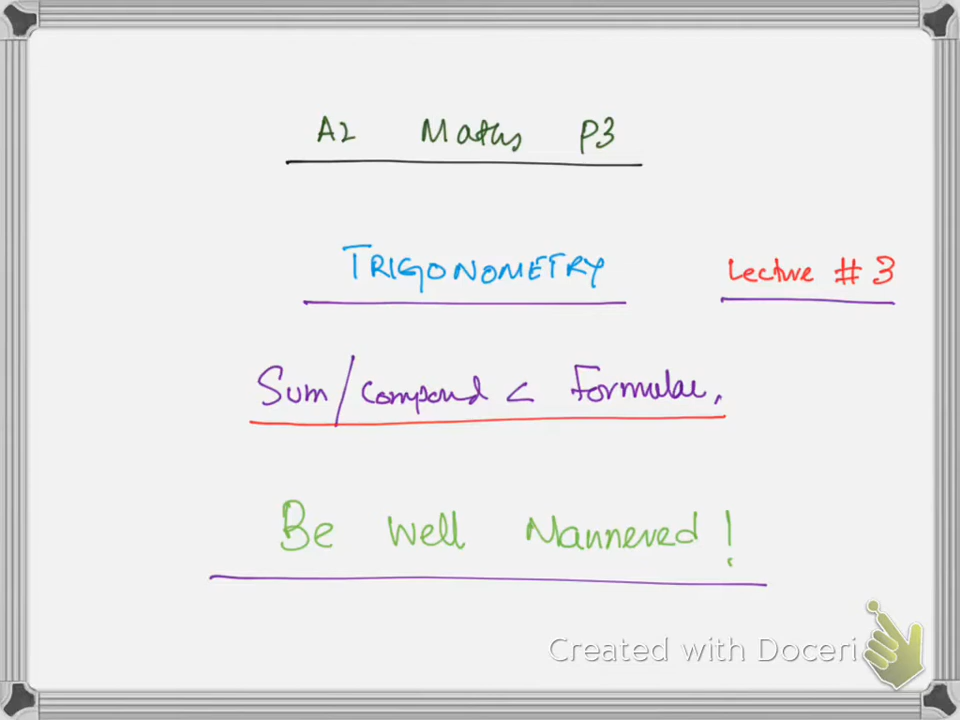 A2 Maths P3
TRIGONOMETRY Lecture # 3
Sum/Compound < Formulae.
Be Well Mannered!
Created with Doceri